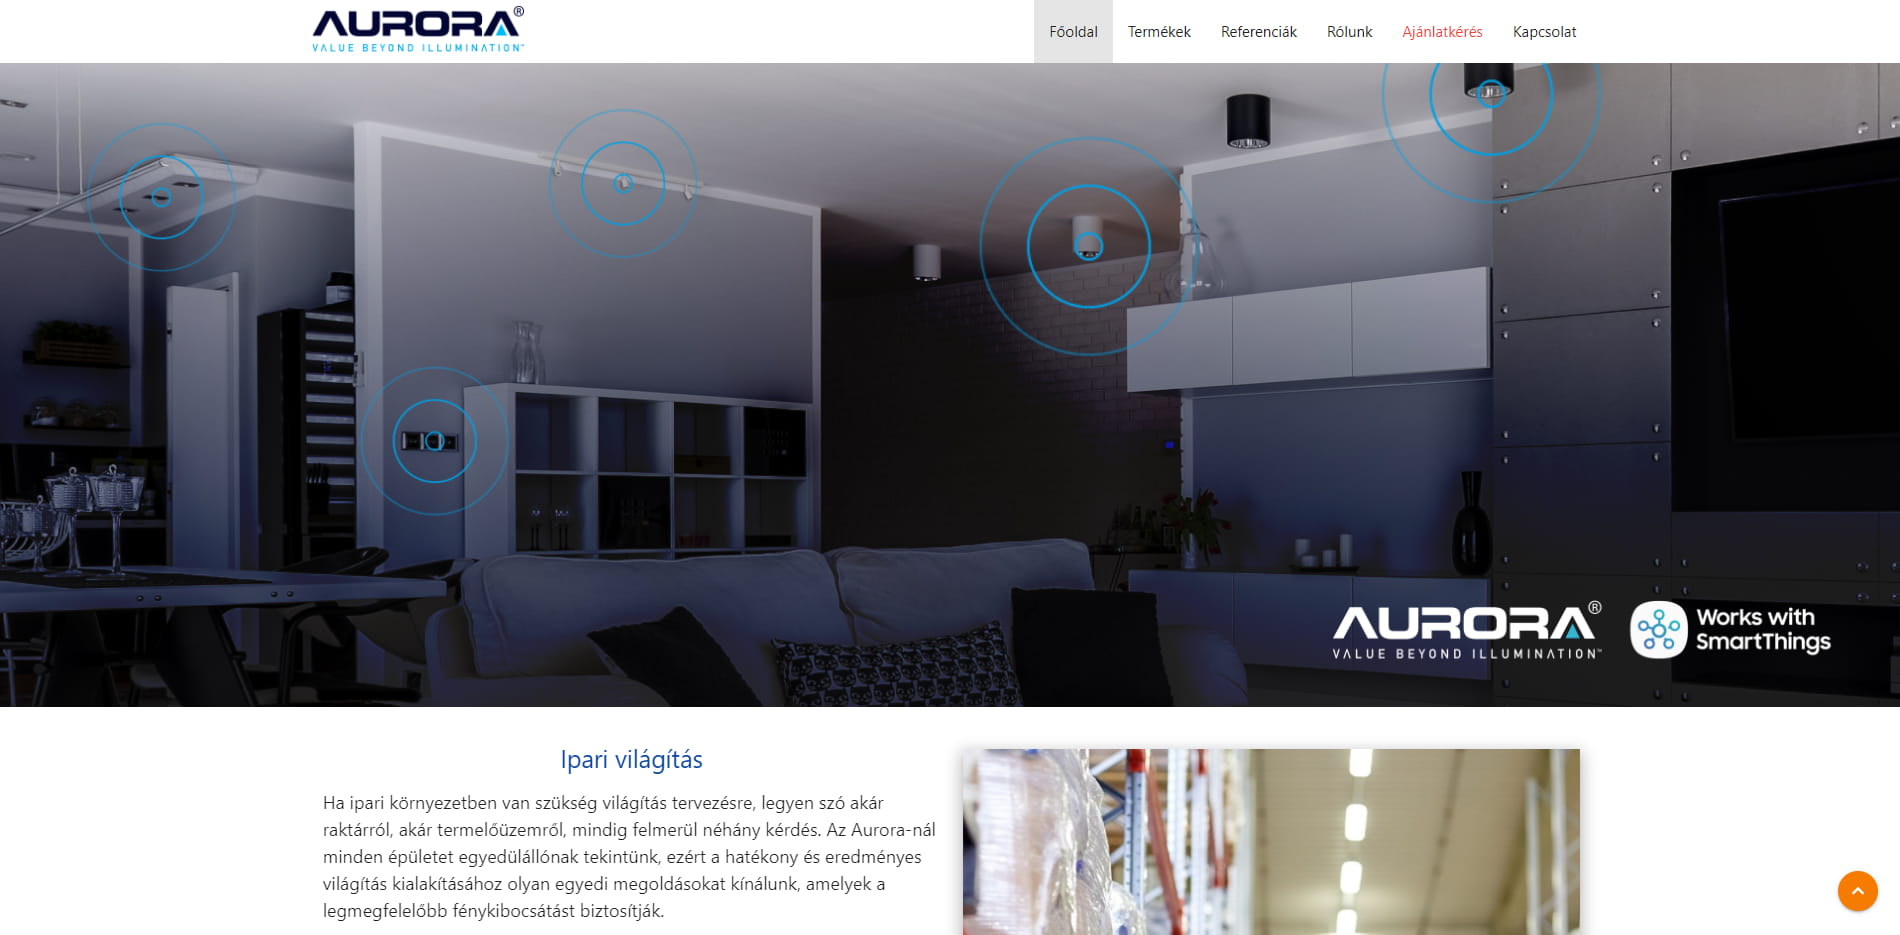 AURORA®
VALUE BEYOND ILLUMINATION™
Főoldal Termékek Referenciák Rólunk Ajánlatkérés Kapcsolat
AURORA®
VALUE BEYOND ILLUMINATION™
Works with
SmartThings
Ipari világítás
Ha ipari környezetben van szükség világítás tervezésre, legyen szó akár
raktárról, akár termelőüzemről, mindig felmerül néhány kérdés. Az Aurora-nál
minden épületet egyedülállónak tekintünk, ezért a hatékony és eredményes
világítás kialakításához olyan egyedi megoldásokat kínálunk, amelyek a
legmegfelelőbb fénykibocsátást biztosítják.